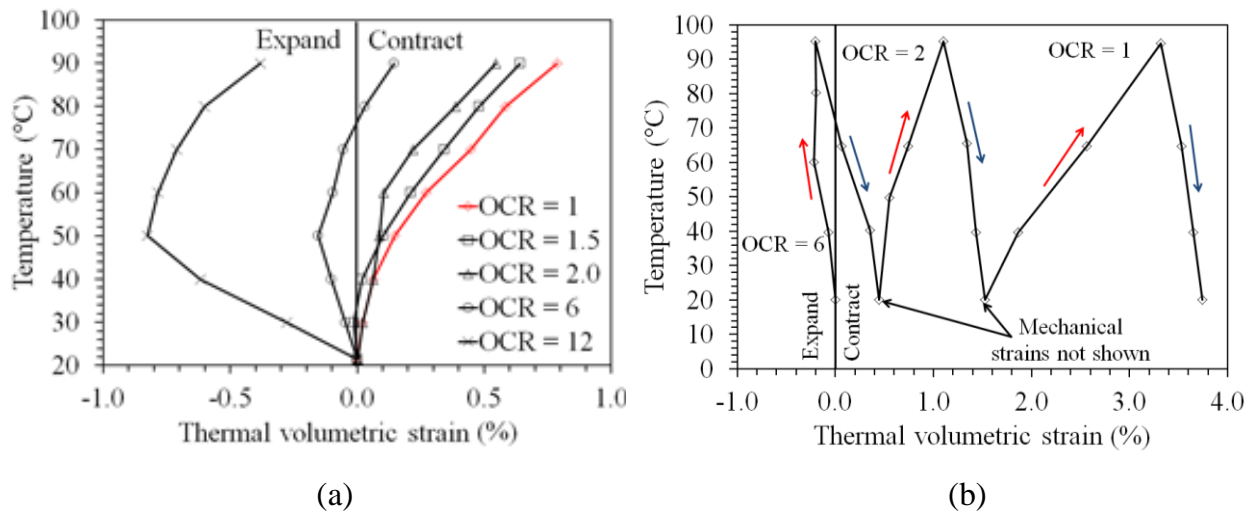 100
90
80
70
60
50
40
30
20
Temperature (°C)
Expand
Contract
OCR = 1
OCR = 1.5
OCR = 2.0
OCR = 6
OCR = 12
-1.0
-0.5
0.0
0.5
1.0
Thermal volumetric strain (%)
(a)
100
90
80
70
60
50
40
30
20
10
0
Temperature (°C)
OCR = 2
OCR = 1
OCR = 6
Expand
Contract
Mechanical
strains not shown
-1.0
0.0
1.0
2.0
3.0
4.0
Thermal volumetric strain (%)
(b)